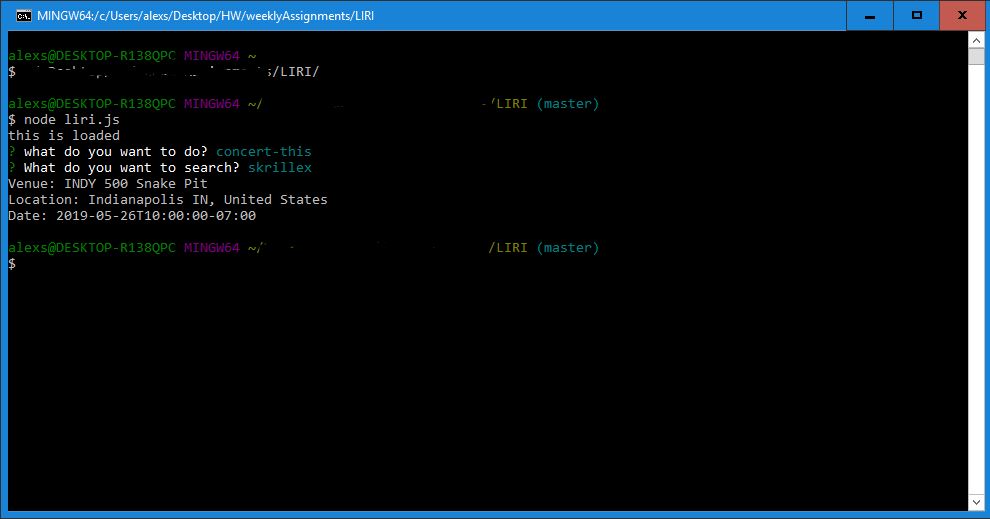 MINGW64:/c/Users/alexs/Desktop/HW/weeklyAssignments/LIRI
alexs@DESKTOP-R138QPC MINGW64 ~
$ /LIRI/
alexs@DESKTOP-R138QPC MINGW64 ~/ /LIRI (master)
$ node liri.js
this is loaded
? what do you want to do? concert-this
? What do you want to search? skrillex
Venue: INDY 500 Snake Pit
Location: Indianapolis IN, United States
Date: 2019-05-26T10:00:00-07:00
alexs@DESKTOP-R138QPC MINGW64 ~/ /LIRI (master)
$